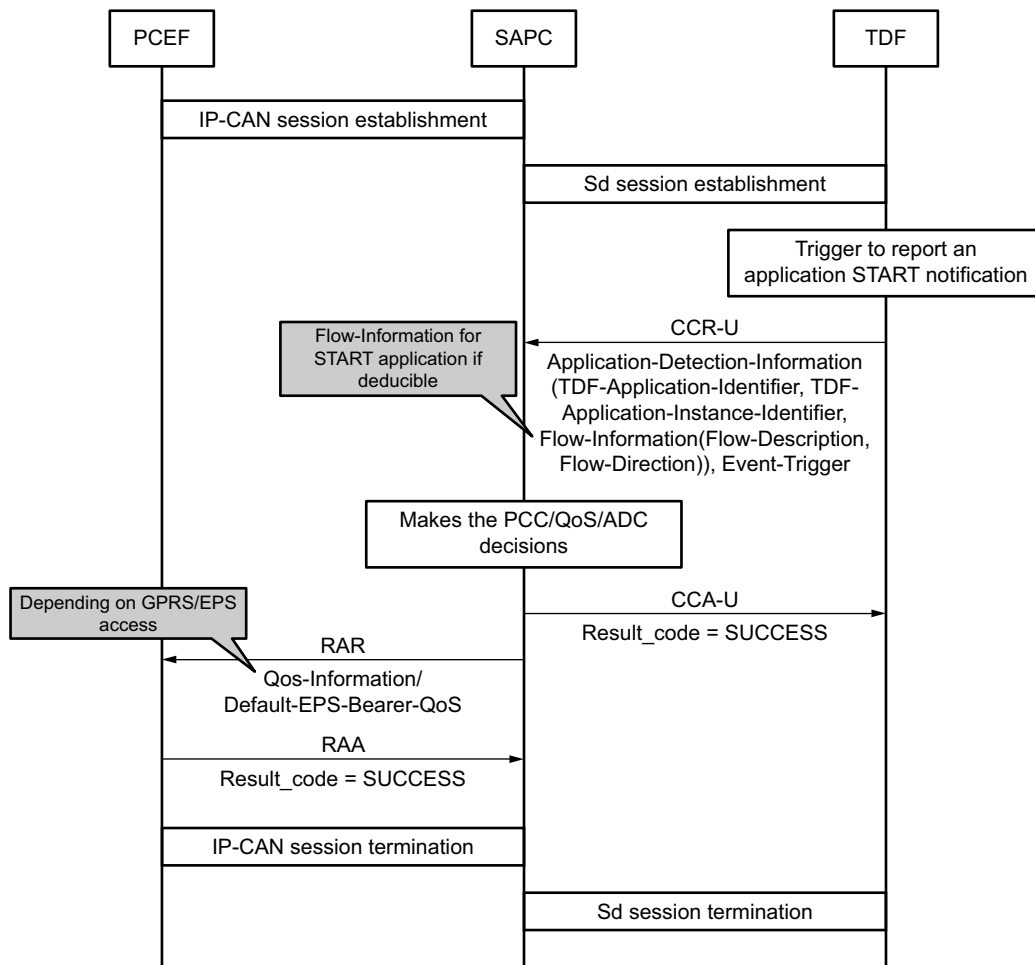 PCEF
SAPC
TDF
IP-CAN session establishment
Sd session establishment
Trigger to report an
application START notification
Flow-Information for
START application if
deducible
CCR-U
Application-Detection-Information
(TDF-Application-Identifier, TDF-
Application-Instance-Identifier,
Flow-Information(Flow-Description,
Flow-Direction)), Event-Trigger
Makes the PCC/QoS/ADC
decisions
Depending on GPRS/EPS
access
CCA-U
Result_code = SUCCESS
RAR
Qos-Information/
Default-EPS-Bearer-QoS
RAA
Result_code = SUCCESS
IP-CAN session termination
Sd session termination